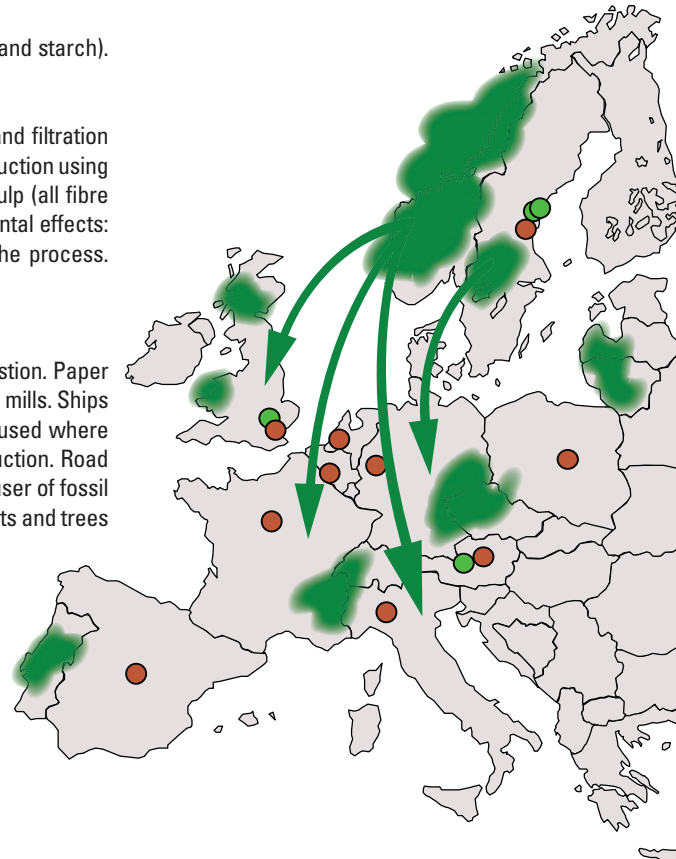 and starch).
and filtration
uction using
ulp (all fibre
ntal effects:
he process.
stion. Paper
mills. Ships
used where
uction. Road
user of fossil
ts and trees